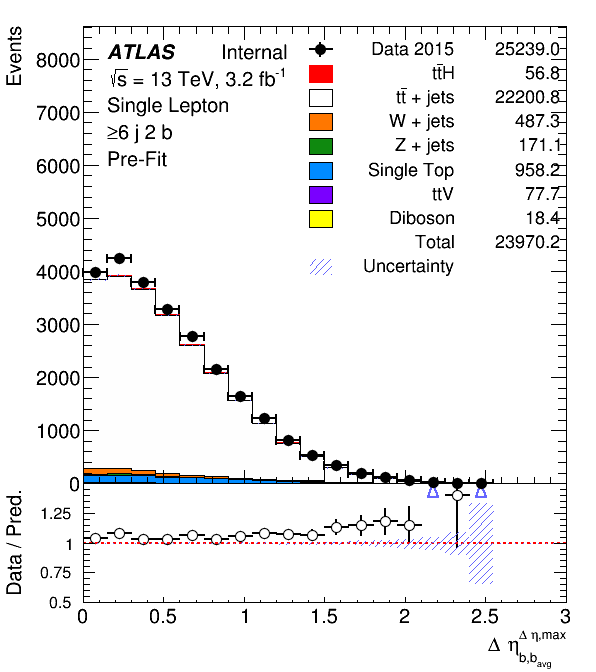 ATLAS Internal
√s = 13 TeV, 3.2 fb⁻¹
Single Lepton
≥6 j 2 b
Pre-Fit
Data 2015 25239.0
tt̄H 56.8
tt̄ + jets 22200.8
W + jets 487.3
Z + jets 171.1
Single Top 958.2
ttV 77.7
Diboson 18.4
Total 23970.2
Uncertainty
Events
8000
7000
6000
5000
4000
3000
2000
1000
0
Data / Pred.
1.25
1
0.75
0.5
0 0.5 1 1.5 2 2.5 3
Δ η_{b,b_{avg}}^{Δ η,max}